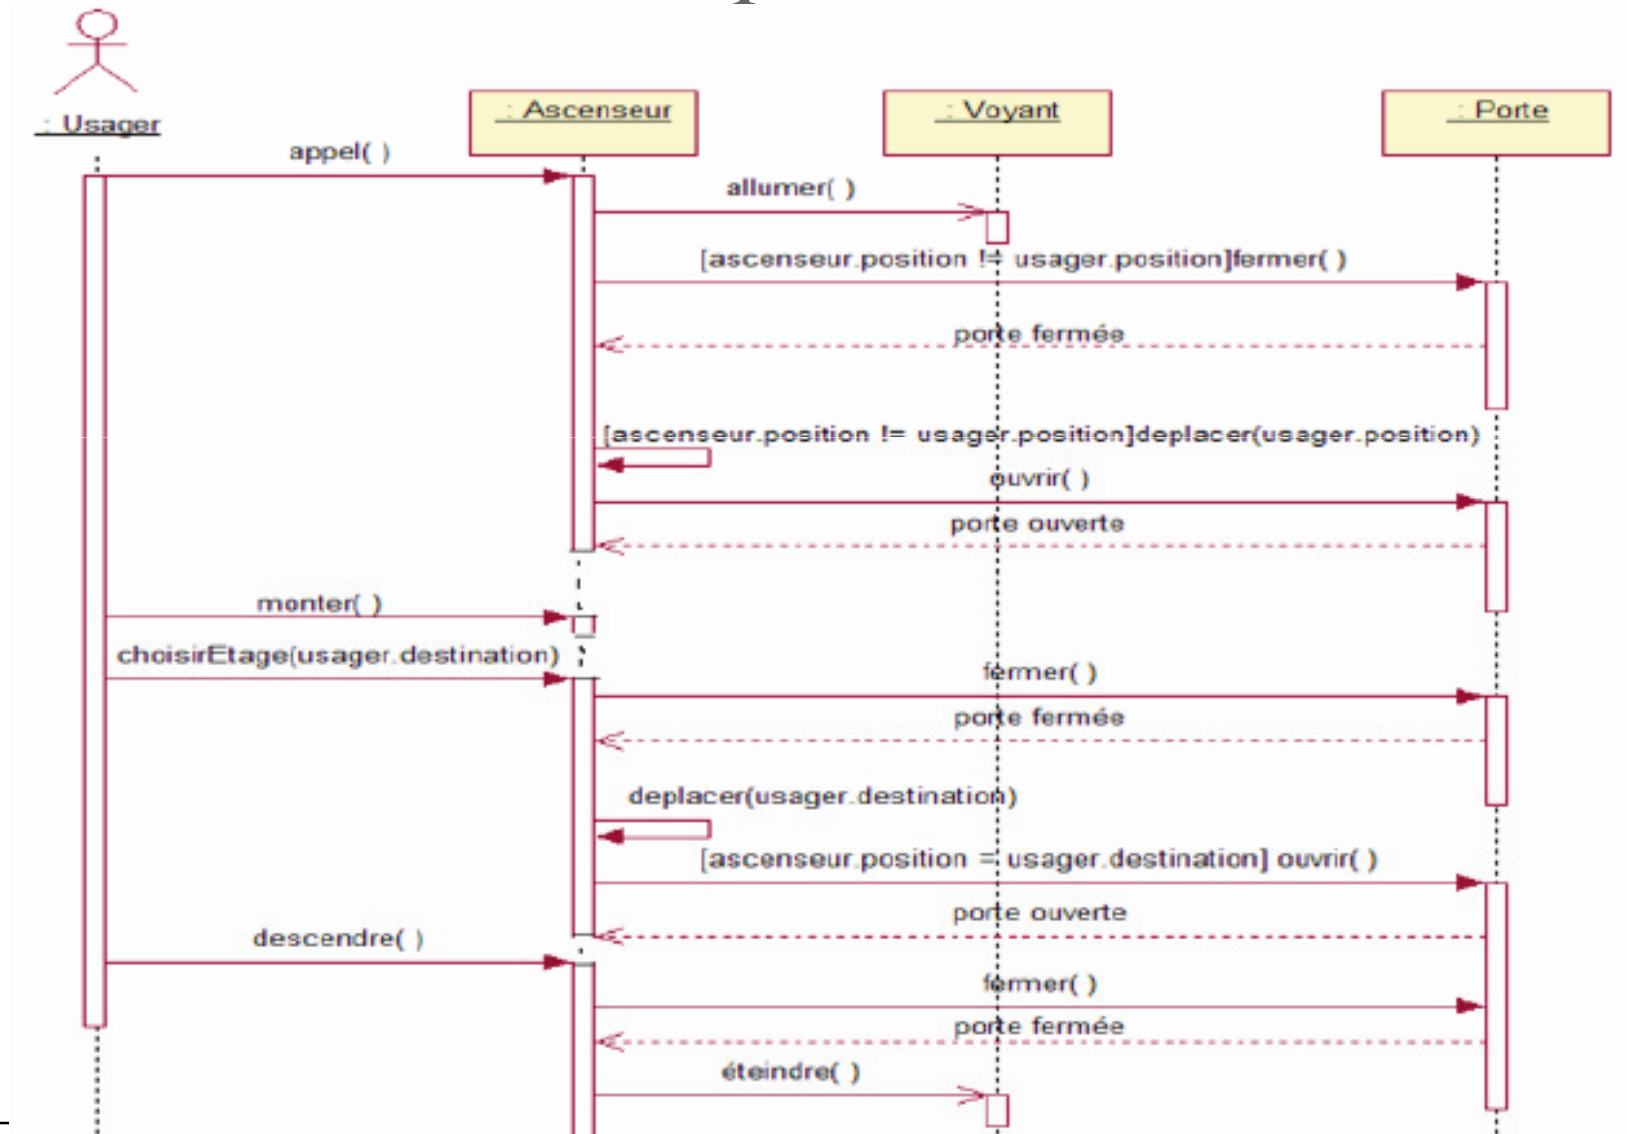 : Usager
: Ascenseur
: Voyant
: Porte
appel( )
allumer( )
[ascenseur.position != usager.position]fermer( )
porte fermée
[ascenseur.position != usager.position]deplacer(usager.position)
ouvrir( )
porte ouverte
monter( )
choisirEtage(usager.destination)
fermer( )
porte fermée
deplacer(usager.destination)
[ascenseur.position = usager.destination] ouvrir( )
porte ouverte
descendre( )
fermer( )
porte fermée
éteindre( )